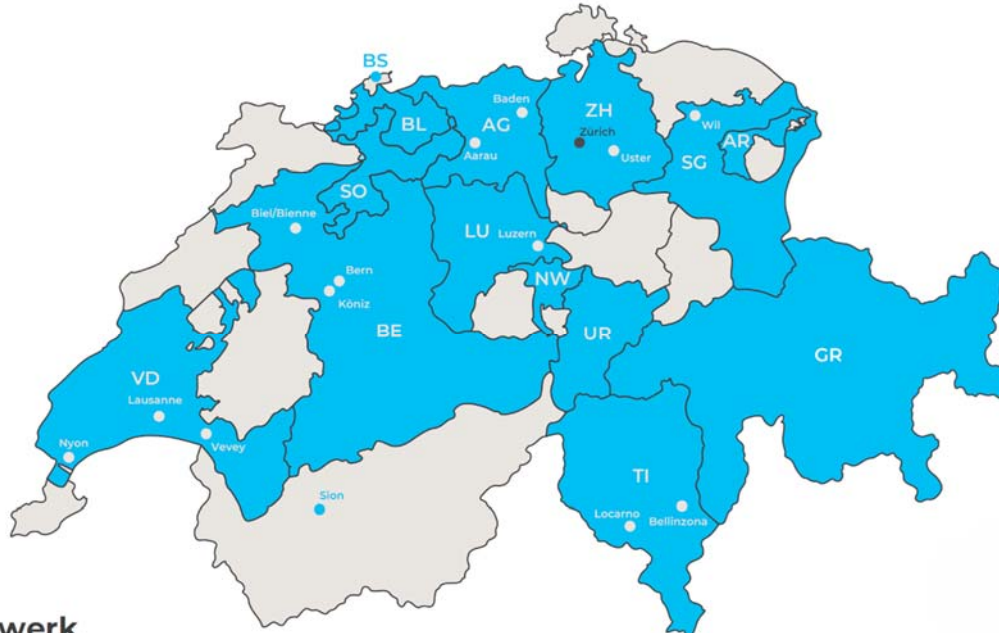 BS
Baden
ZH
BL
AG
Zürich
Wil
Aarau
Uster
AR
SG
SO
Biel/Bienne
LU
Luzern
Bern
NW
Köniz
BE
UR
GR
VD
Lausanne
Nyon
Vevey
TI
Sion
Locarno
Bellinzona
werk